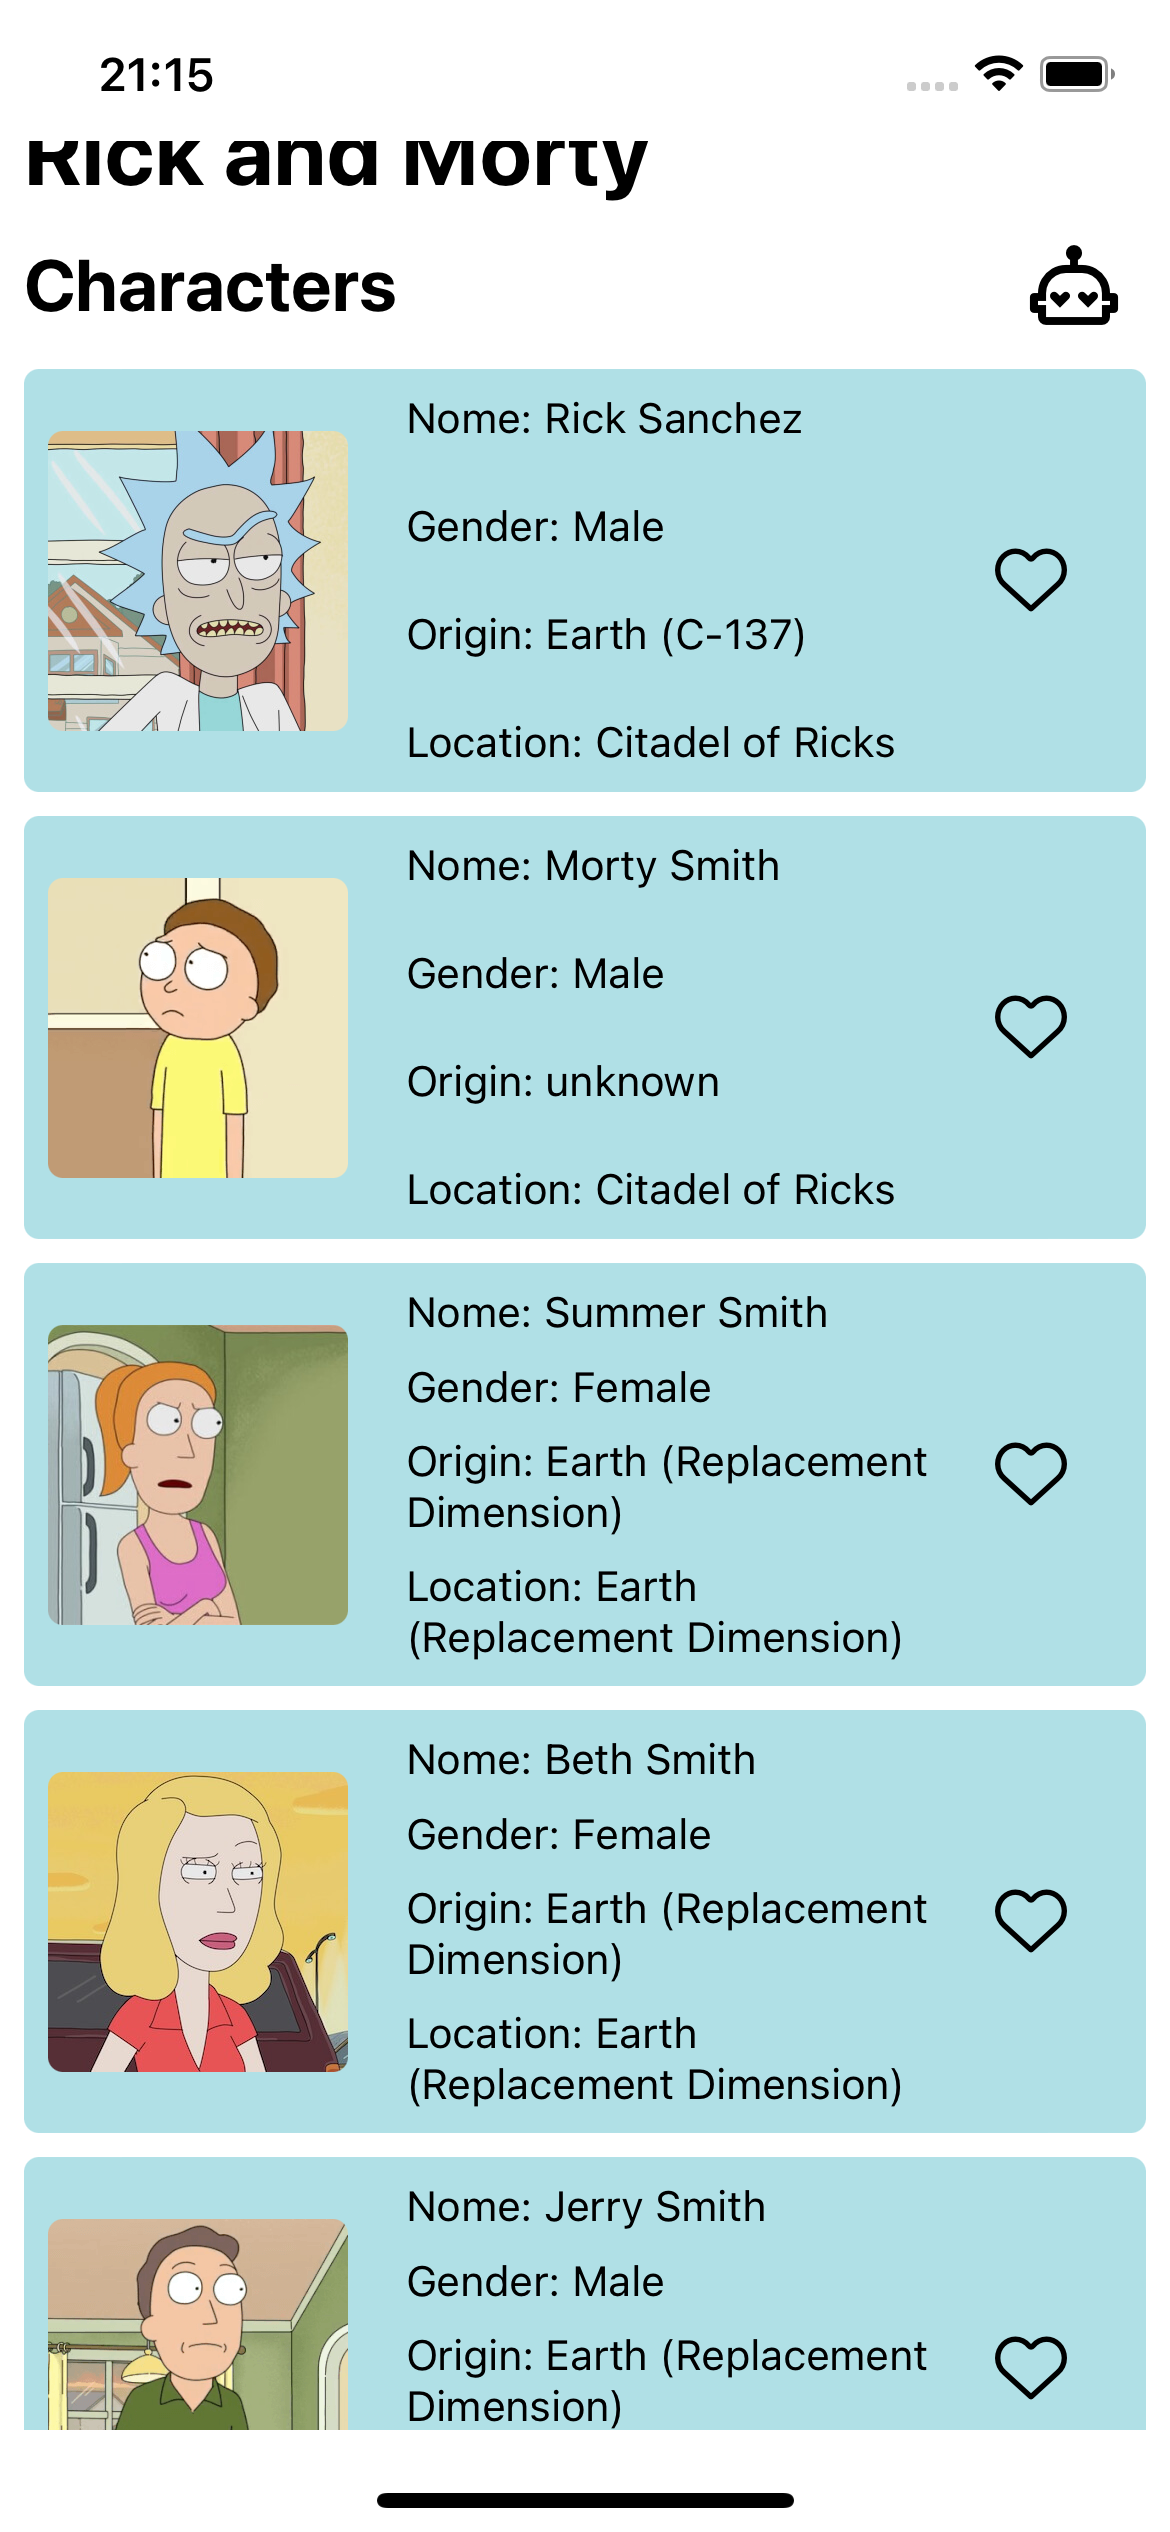 21:15
Rick and Morty
Characters
Nome: Rick Sanchez
Gender: Male
Origin: Earth (C-137)
Location: Citadel of Ricks
Nome: Morty Smith
Gender: Male
Origin: unknown
Location: Citadel of Ricks
Nome: Summer Smith
Gender: Female
Origin: Earth (Replacement
Dimension)
Location: Earth
(Replacement Dimension)
Nome: Beth Smith
Gender: Female
Origin: Earth (Replacement
Dimension)
Location: Earth
(Replacement Dimension)
Nome: Jerry Smith
Gender: Male
Origin: Earth (Replacement
Dimension)